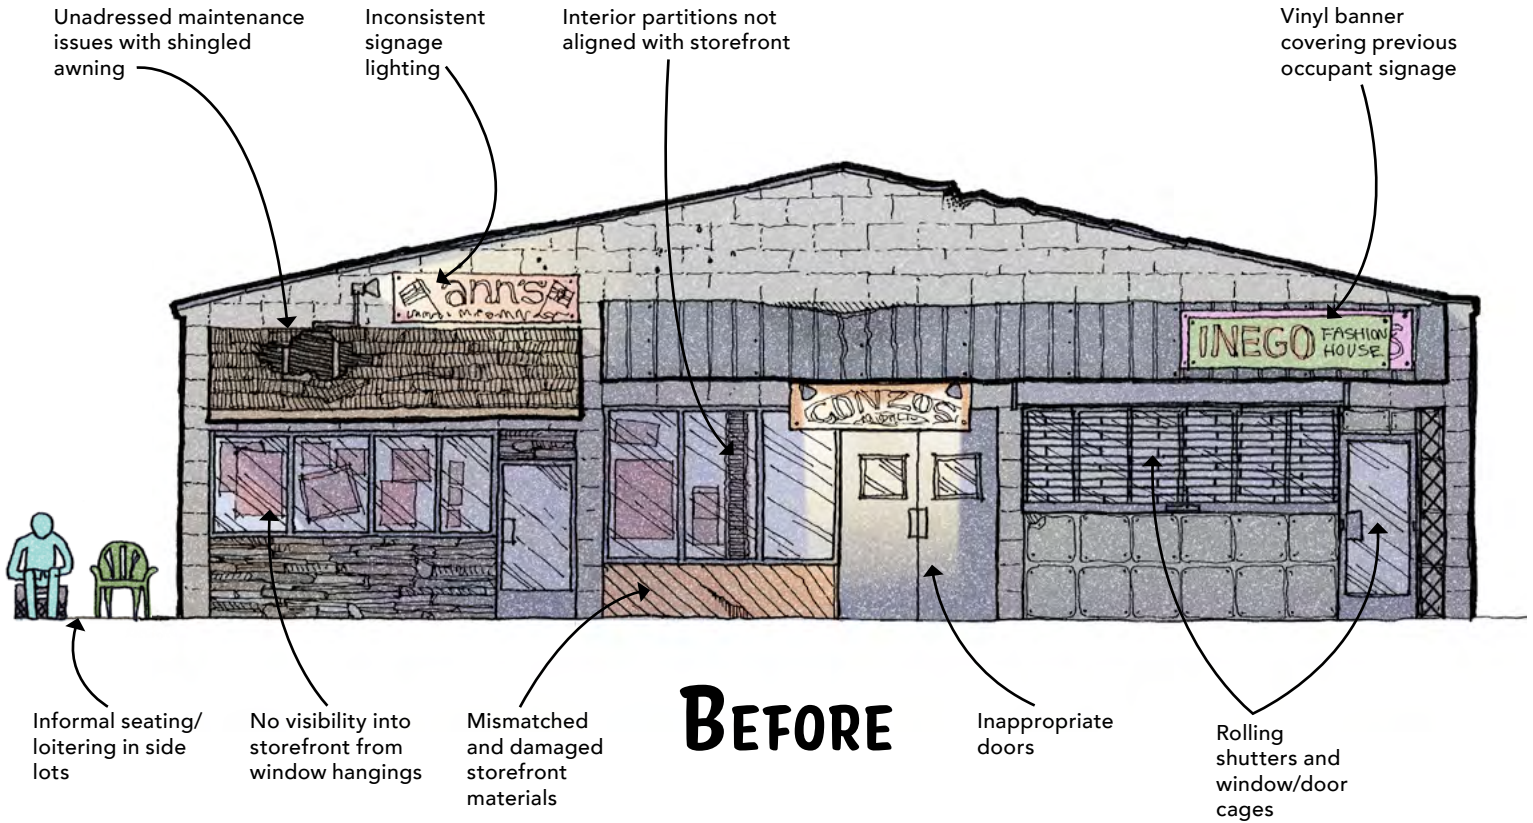 Unadressed maintenance
issues with shingled
awning
Inconsistent
signage
lighting
Interior partitions not
aligned with storefront
Vinyl banner
covering previous
occupant signage
ann's
INEGO FASHION
HOUSE
S
GONZOS
Informal seating/
loitering in side
lots
No visibility into
storefront from
window hangings
Mismatched
and damaged
storefront
materials
BEFORE
Inappropriate
doors
Rolling
shutters and
window/door
cages